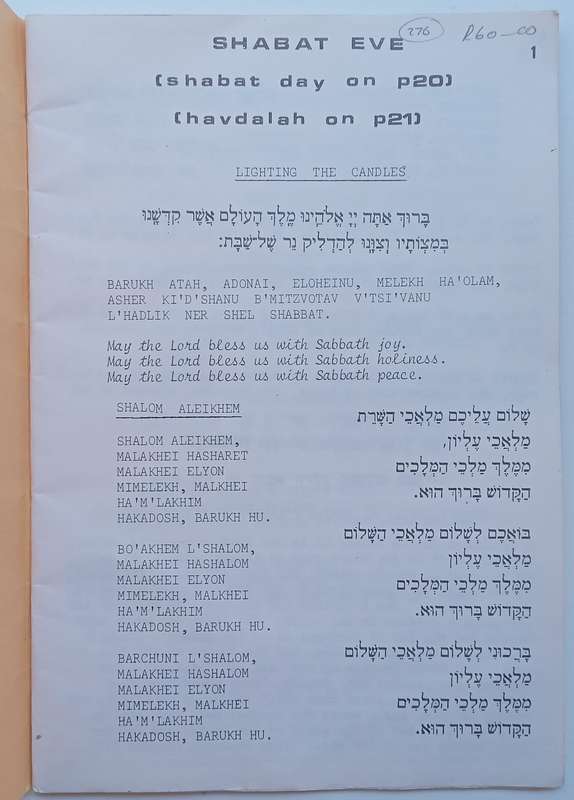 276
R60-00
SHABAT EVE
1
(shabat day on p20)
(havdalah on p21)
LIGHTING THE CANDLES
בָּרוּךְ אַתָּה יְיָ אֱלֹהֵינוּ מֶלֶךְ הָעוֹלָם אֲשֶׁר קִדְּשָׁנוּ
בְּמִצְוֹתָיו וְצִוָּנוּ לְהַדְלִיק נֵר שֶׁל־שַׁבָּת:
BARUKH ATAH, ADONAI, ELOHEINU, MELEKH HA'OLAM,
ASHER KI'D'SHANU B'MITZVOTAV V'TSI'VANU
L'HADLIK NER SHEL SHABBAT.
May the Lord bless us with Sabbath joy.
May the Lord bless us with Sabbath holiness.
May the Lord bless us with Sabbath peace.
SHALOM ALEIKHEM
SHALOM ALEIKHEM,
MALAKHEI HASHARET
MALAKHEI ELYON
MIMELEKH, MALKHEI
HA'M'LAKHIM
HAKADOSH, BARUKH HU.
BO'AKHEM L'SHALOM,
MALAKHEI HASHALOM
MALAKHEI ELYON
MIMELEKH, MALKHEI
HA'M'LAKHIM
HAKADOSH, BARUKH HU.
BARCHUNI L'SHALOM,
MALAKHEI HASHALOM
MALAKHEI ELYON
MIMELEKH, MALKHEI
HA'M'LAKHIM
HAKADOSH, BARUKH HU.
שָׁלוֹם עֲלֵיכֶם מַלְאֲכֵי הַשָּׁרֵת
מַלְאֲכֵי עֶלְיוֹן,
מִמֶּלֶךְ מַלְכֵי הַמְּלָכִים
הַקָּדוֹשׁ בָּרוּךְ הוּא.
בּוֹאֲכֶם לְשָׁלוֹם מַלְאֲכֵי הַשָּׁלוֹם
מַלְאֲכֵי עֶלְיוֹן
מִמֶּלֶךְ מַלְכֵי הַמְּלָכִים
הַקָּדוֹשׁ בָּרוּךְ הוּא.
בָּרְכוּנִי לְשָׁלוֹם מַלְאֲכֵי הַשָּׁלוֹם
מַלְאֲכֵי עֶלְיוֹן
מִמֶּלֶךְ מַלְכֵי הַמְּלָכִים
הַקָּדוֹשׁ בָּרוּךְ הוּא.